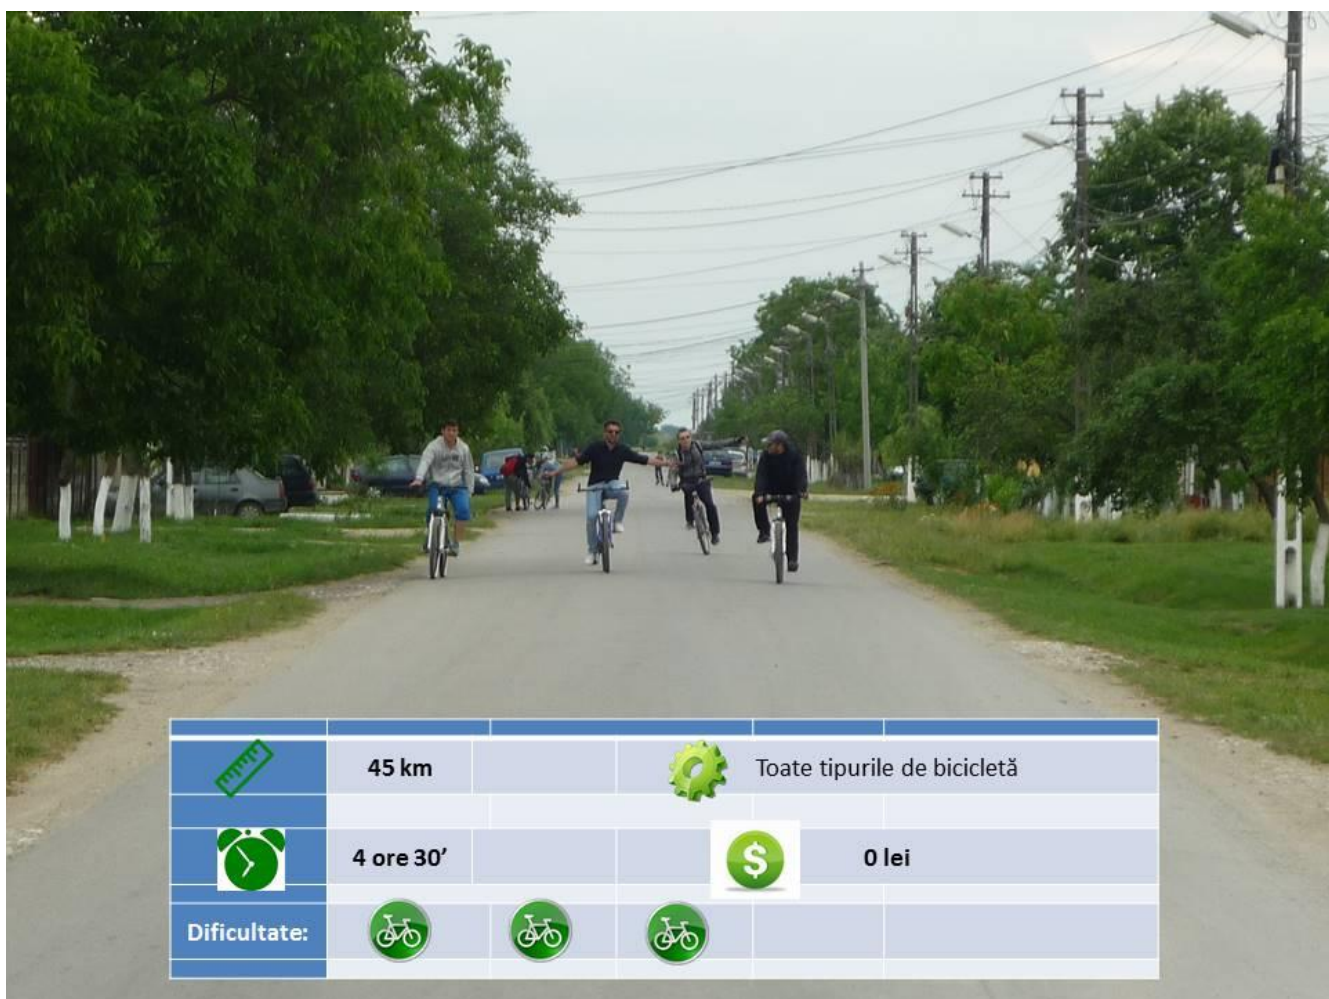 45 km
Toate tipurile de bicicletă
4 ore 30’
$
0 lei
Dificultate: